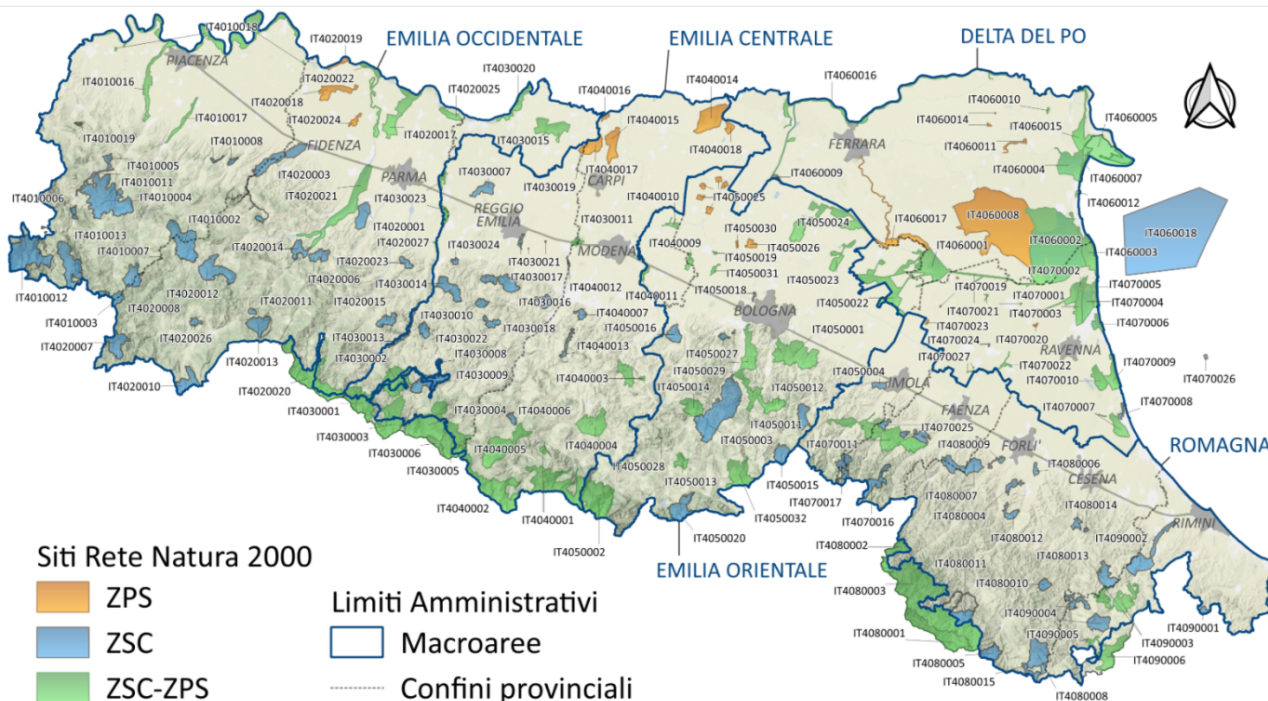 IT4010018
IT4020019
EMILIA OCCIDENTALE
EMILIA CENTRALE
DELTA DEL PO
PIACENZA
IT4030020
IT4040014
IT4060016
IT4010016
IT4020022
IT4020025
IT4040016
IT4060010
IT4020018
IT4040015
IT4060014
IT4060005
IT4010017
IT4020024
IT4020017
IT4030015
IT4040018
FERRARA
IT4060015
IT4010019
IT4010008
FIDENZA
IT4060011
IT4010005
IT4020003
IT4030007
IT4040017
IT4060009
IT4060004
IT4010011
PARMA
IT4030019
CARPI
IT4060007
IT4010006
IT4010004
IT4020021
IT4030023
REGGIO
EMILIA
IT4040010
IT4060012
IT4010002
IT4020001
IT4030011
IT4050030
IT4050024
IT4060017
IT4060008
IT4060018
IT4010013
IT4020014
IT4020027
IT4030024
MODENA
IT4040009
IT4050026
IT4060001
IT4060002
IT4060003
IT4010007
IT4020023
IT4030021
IT4050019
IT4050023
IT4070002
IT4010012
IT4020006
IT4030014
IT4030017
IT4040012
IT4050031
IT4070019
IT4070005
IT4020012
IT4020015
IT4030016
IT4040011
IT4050018
IT4050022
IT4070001
IT4070004
IT4010003
IT4020008
IT4020011
IT4030010
IT4040007
BOLOGNA
IT4070021
IT4070003
IT4070006
IT4020007
IT4020026
IT4030013
IT4030022
IT4030018
IT4050016
IT4050001
IT4070023
IT4070020
IT4020013
IT4030002
IT4030008
IT4040013
IT4050027
IT4070024
RAVENNA
IT4020010
IT4020020
IT4030009
IT4040003
IT4050029
IT4050004
IT4070027
IT4070022
IT4070009
IT4070026
IT4030001
IT4050014
IT4050012
IMOLA
IT4070010
IT4070008
IT4030003
IT4030004
IT4040006
IT4050011
FAENZA
IT4070007
IT4030006
IT4040004
IT4050003
IT4070025
IT4030005
IT4040005
IT4070011
IT4080009
FORLI'
ROMAGNA
IT4050028
IT4050013
IT4050015
IT4080006
CESENA
IT4040002
IT4040001
IT4070017
IT4080007
IT4080014
IT4050002
IT4050020
IT4050032
IT4070016
IT4080004
RIMINI
EMILIA ORIENTALE
IT4080002
IT4080012
IT4090002
IT4080011
IT4080013
IT4080003
IT4080010
IT4090004
IT4090001
IT4080001
IT4090005
IT4090003
IT4080005
IT4090006
IT4080015
IT4080008
Siti Rete Natura 2000
ZPS
ZSC
ZSC-ZPS
Limiti Amministrativi
Macroaree
Confini provinciali